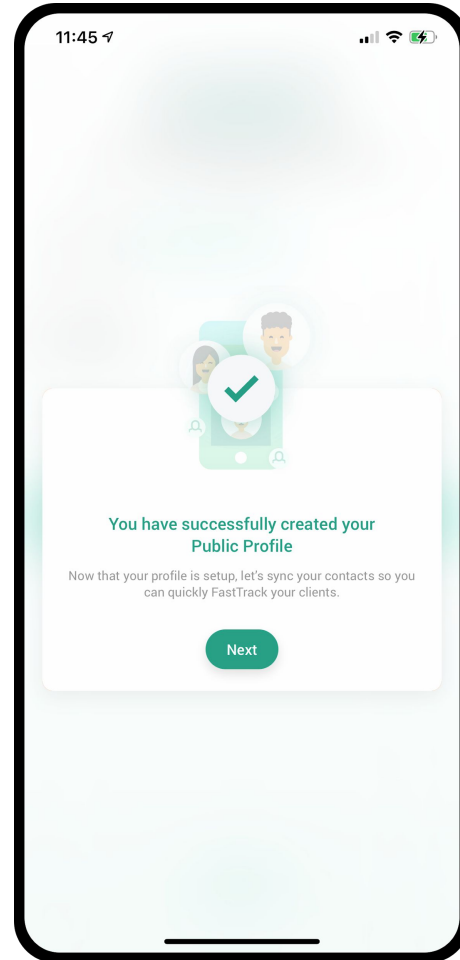 11:45
You have successfully created your
Public Profile
Now that your profile is setup, let's sync your contacts so you
can quickly FastTrack your clients.
Next